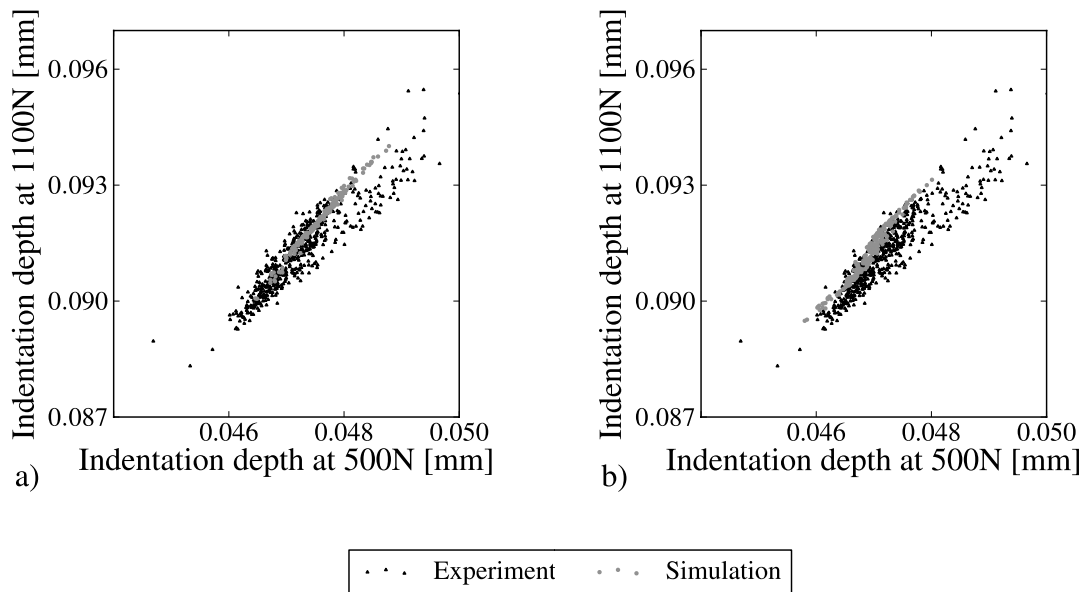 Indentation depth at 1100N [mm]
0.096
0.093
0.090
0.087
0.046 0.048 0.050
Indentation depth at 500N [mm]
a)
Indentation depth at 1100N [mm]
0.096
0.093
0.090
0.087
0.046 0.048 0.050
Indentation depth at 500N [mm]
b)
Experiment Simulation